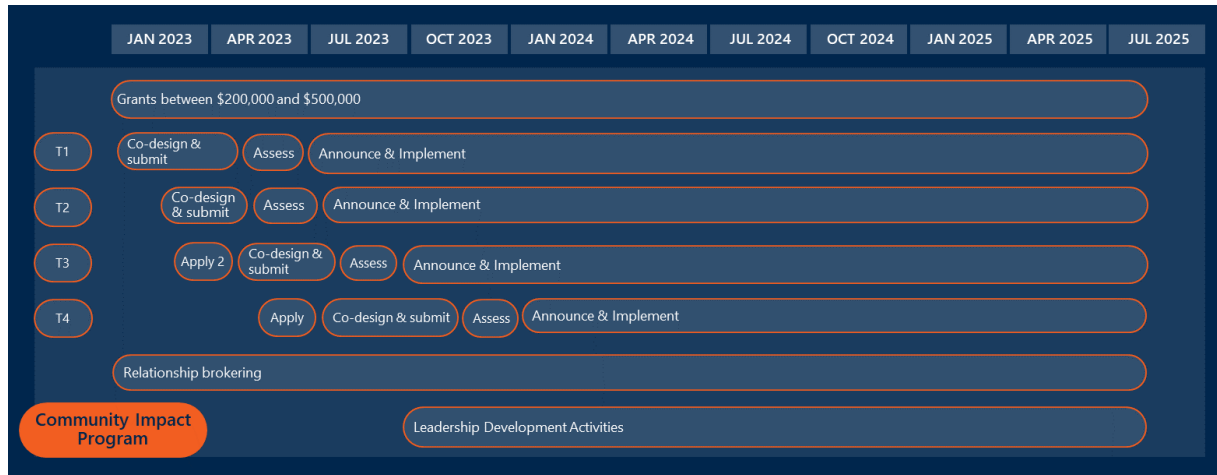 JAN 2023 APR 2023 JUL 2023 OCT 2023 JAN 2024 APR 2024 JUL 2024 OCT 2024 JAN 2025 APR 2025 JUL 2025
Grants between $200,000 and $500,000
T1
Co-design &
submit
Assess
Announce & Implement
T2
Co-design
& submit
Assess
Announce & Implement
T3
Apply 2
Co-design &
submit
Assess
Announce & Implement
T4
Apply
Co-design & submit
Assess
Announce & Implement
Relationship brokering
Community Impact
Program
Leadership Development Activities